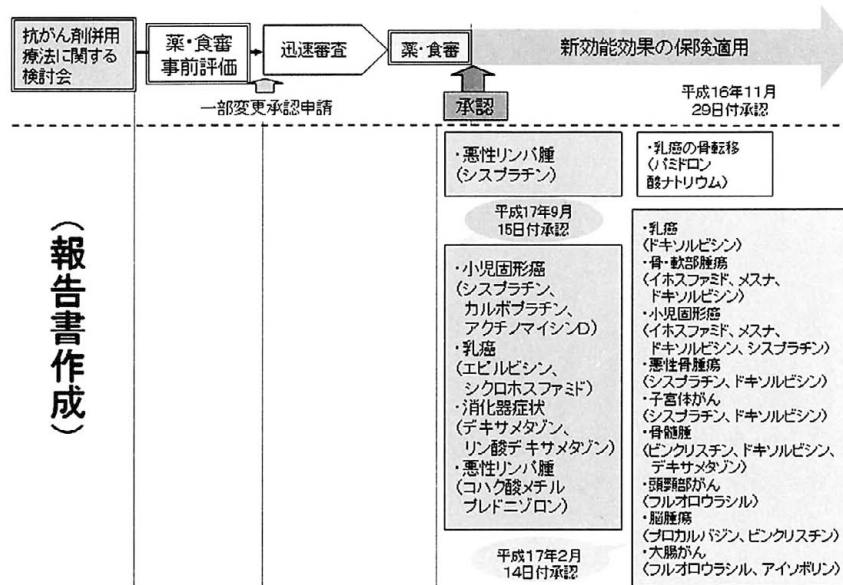 抗がん剤併用
療法に関する
検討会
薬・食審
事前評価
迅速審査
薬・食審
新効能効果の保険適用
一部変更承認申請
承認
平成16年11月
29日付承認
(報告書作成)
・悪性リンパ腫
(シスプラチン)
平成17年9月
15日付承認
・小児固形癌
(シスプラチン、
カルボプラチン、
アクチノマイシンD)
・乳癌
(エピルビシン、
シクロホスファミド)
・消化器症状
(デキサメタゾン、
リン酸デキサメタゾン)
・悪性リンパ腫
(コハク酸メチル
プレドニゾロン)
平成17年2月
14日付承認
・乳癌の骨転移
(パミドロン
酸ナトリウム)
・乳癌
(ドキソルビシン)
・骨・軟部腫瘍
(イホスファミド、メスナ、
ドキソルビシン)
・小児固形癌
(イホスファミド、メスナ、
ドキソルビシン、シスプラチン)
・悪性骨腫瘍
(シスプラチン、ドキソルビシン)
・子宮体がん
(シスプラチン、ドキソルビシン)
・骨髄腫
(ビンクリスチン、ドキソルビシン、
デキサメタゾン)
・頭頸部がん
(フルオロウラシル)
・脳腫瘍
(プロカルバジン、ビンクリスチン)
・大腸がん
(フルオロウラシル、アイソボリン)